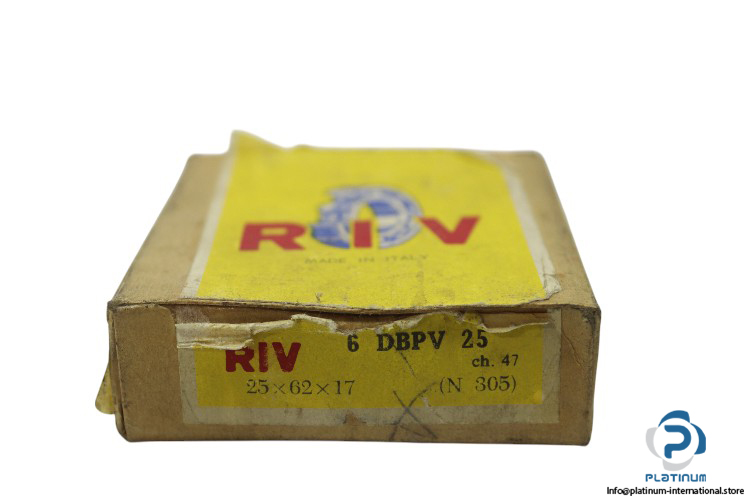 RIV
MADE IN ITALY
RIV 6 DBPV 25
ch. 47
25×62×17 (N 305)
PLATINUM
Info@platinum-international.store